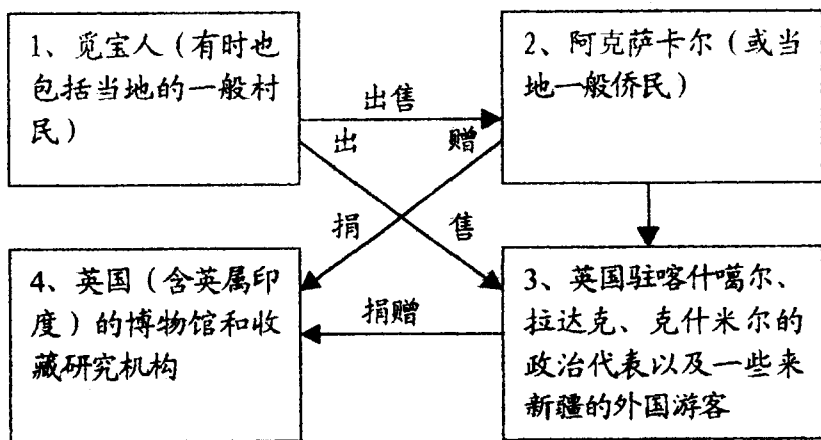 1、觅宝人（有时也
包括当地的一般村
民）
出售
2、阿克萨卡尔（或当
地一般侨民）
出
赠
捐
售
4、英国（含英属印
度）的博物馆和收
藏研究机构
捐赠
3、英国驻喀什噶尔、
拉达克、克什米尔的
政治代表以及一些来
新疆的外国游客